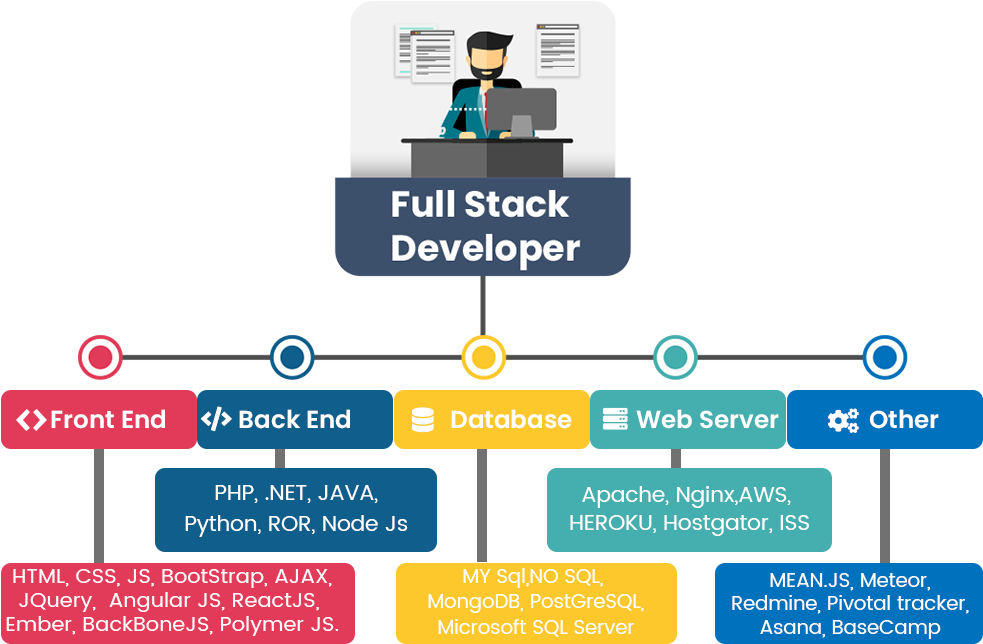 Full Stack
Developer
Front End
Back End
Database
Web Server
Other
PHP, .NET, JAVA,
Python, ROR, Node Js
Apache, Nginx,AWS,
HEROKU, Hostgator, ISS
HTML, CSS, JS, BootStrap, AJAX,
JQuery, Angular JS, ReactJS,
Ember, BackBoneJS, Polymer JS.
MY Sql,NO SQL,
MongoDB, PostGreSQL,
Microsoft SQL Server
MEAN.JS, Meteor,
Redmine, Pivotal tracker,
Asana, BaseCamp